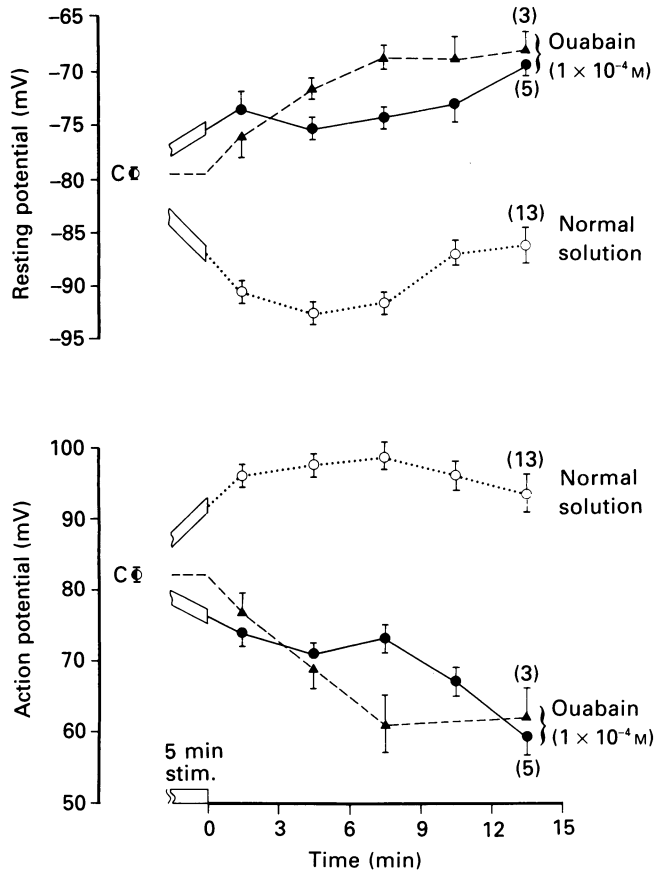 Resting potential (mV)
−65
−70
−75
−80
−85
−90
−95
C
(3)
Ouabain
(1 × 10⁻⁴ M)
(5)
(13)
Normal
solution
Action potential (mV)
100
90
80
70
60
50
C
(13)
Normal
solution
(3)
Ouabain
(1 × 10⁻⁴ M)
(5)
5 min
stim.
0 3 6 9 12 15
Time (min)